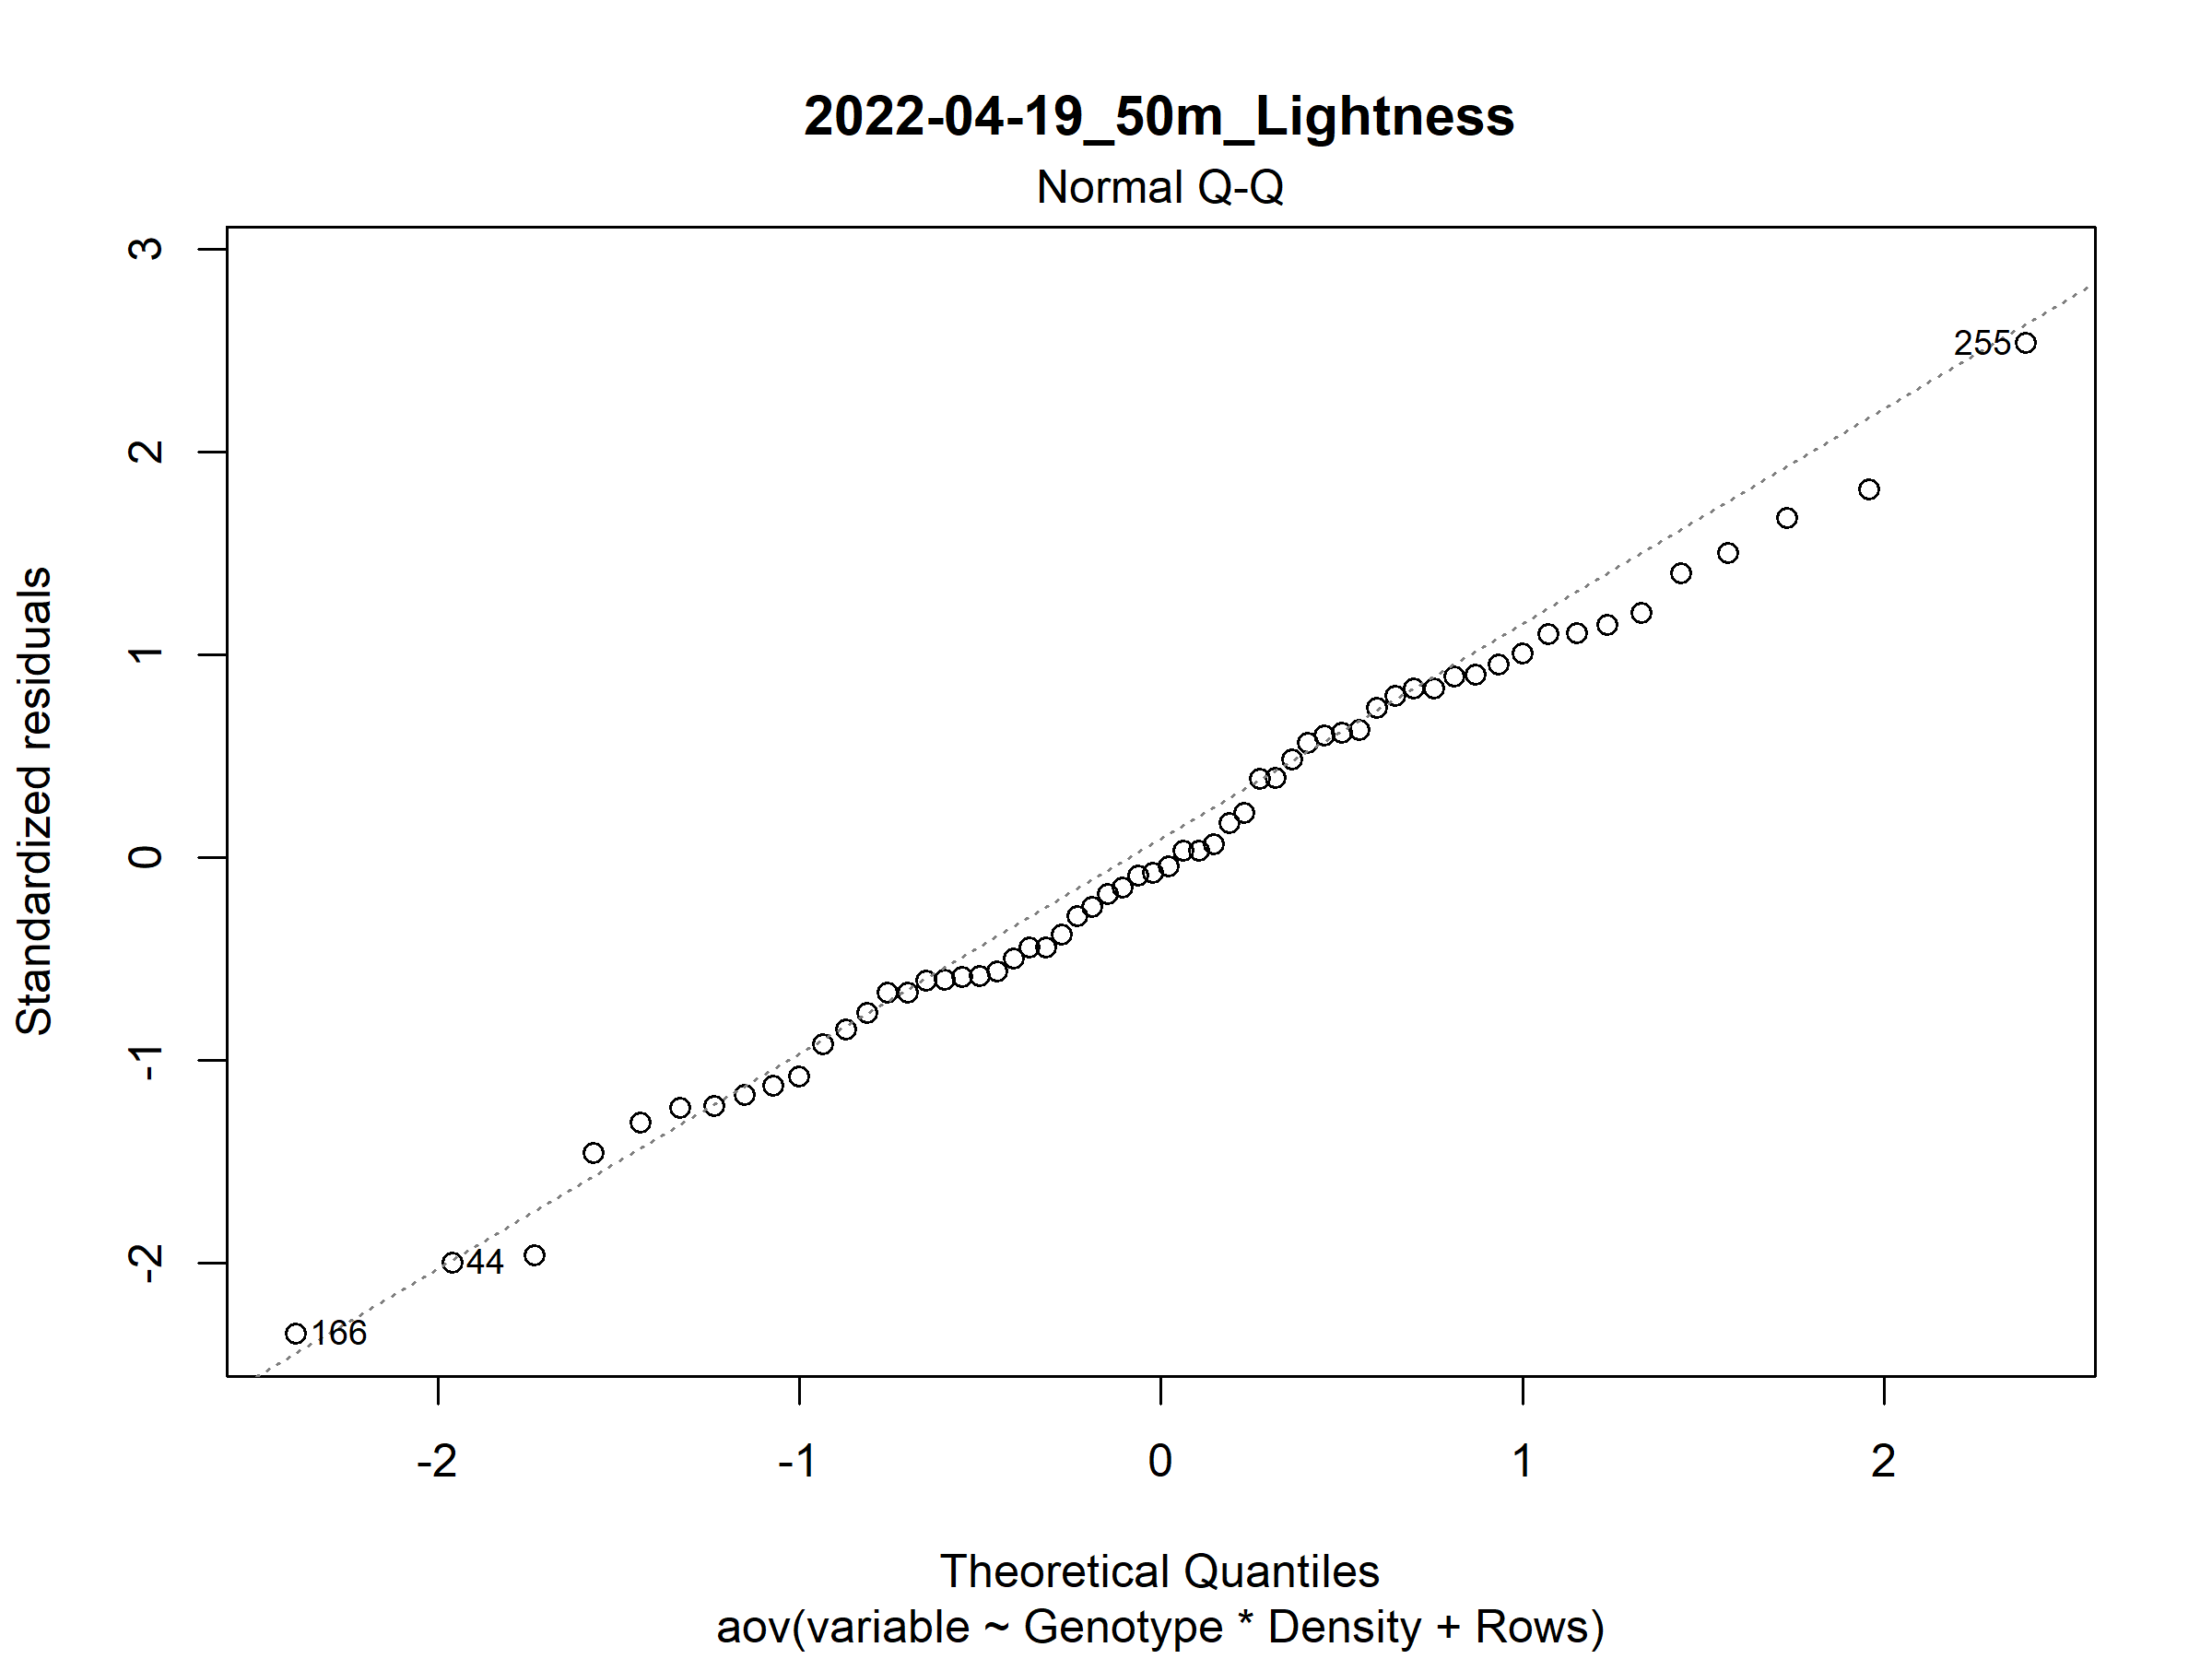 2022-04-19_50m_Lightness
Normal Q-Q
3
2
1
0
-1
-2
Standardized residuals
255
44
166
-2 -1 0 1 2
Theoretical Quantiles
aov(variable ~ Genotype * Density + Rows)